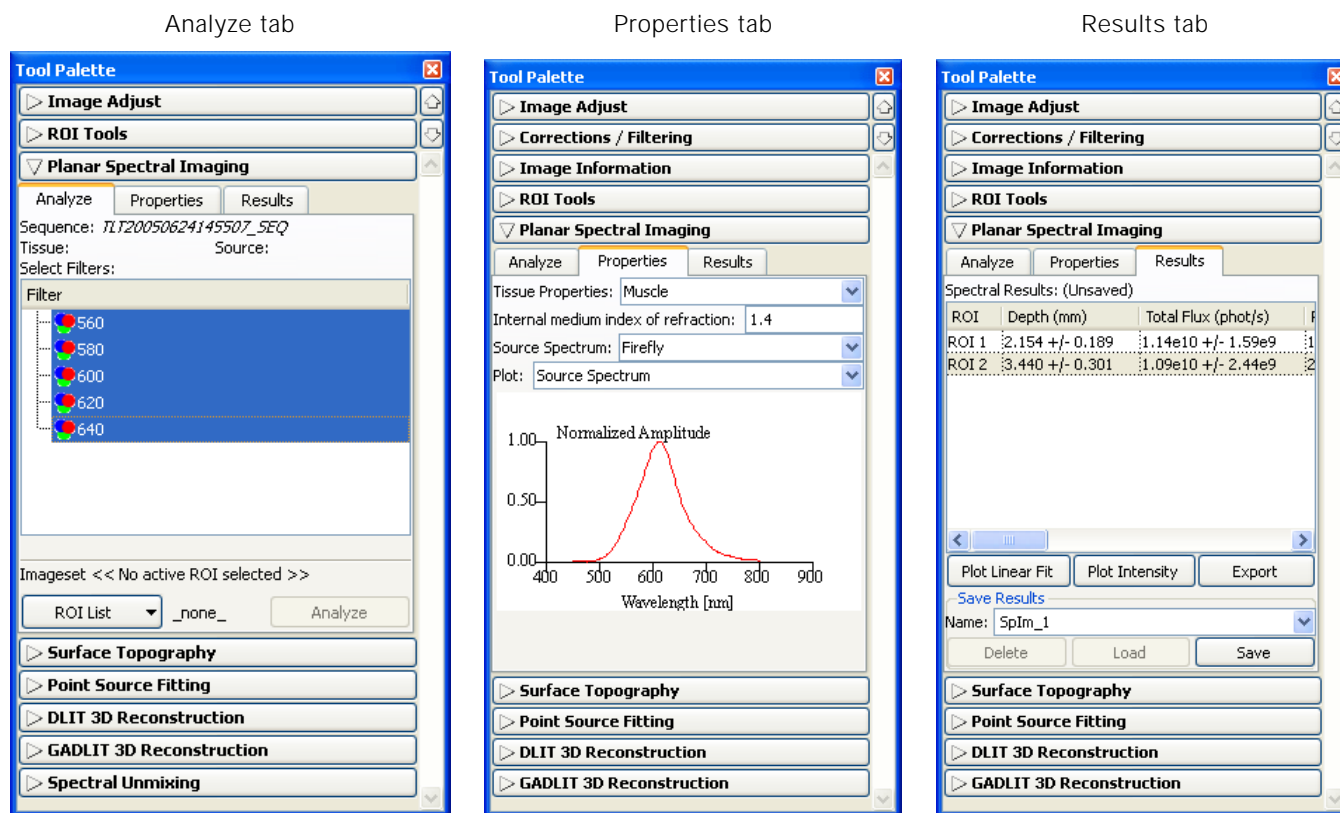 Analyze tab
Tool Palette
Image Adjust
ROI Tools
Planar Spectral Imaging
Analyze Properties Results
Sequence: TLT20050624145507_SEQ
Tissue: Source:
Select Filters:
Filter
560
580
600
620
640
Imageset << No active ROI selected >>
ROI List _none_ Analyze
Surface Topography
Point Source Fitting
DLIT 3D Reconstruction
GADLIT 3D Reconstruction
Spectral Unmixing
Properties tab
Tool Palette
Image Adjust
Corrections / Filtering
Image Information
ROI Tools
Planar Spectral Imaging
Analyze Properties Results
Tissue Properties: Muscle
Internal medium index of refraction: 1.4
Source Spectrum: Firefly
Plot: Source Spectrum
Normalized Amplitude
1.00
0.50
0.00
400 500 600 700 800 900
Wavelength [nm]
Surface Topography
Point Source Fitting
DLIT 3D Reconstruction
GADLIT 3D Reconstruction
Results tab
Tool Palette
Image Adjust
Corrections / Filtering
Image Information
ROI Tools
Planar Spectral Imaging
Analyze Properties Results
Spectral Results: (Unsaved)
ROI Depth (mm) Total Flux (phot/s)
ROI 1 2.154 +/- 0.189 1.14e10 +/- 1.59e9 1
ROI 2 3.440 +/- 0.301 1.09e10 +/- 2.44e9 2
Plot Linear Fit Plot Intensity Export
Save Results
Name: SpIm_1
Delete Load Save
Surface Topography
Point Source Fitting
DLIT 3D Reconstruction
GADLIT 3D Reconstruction